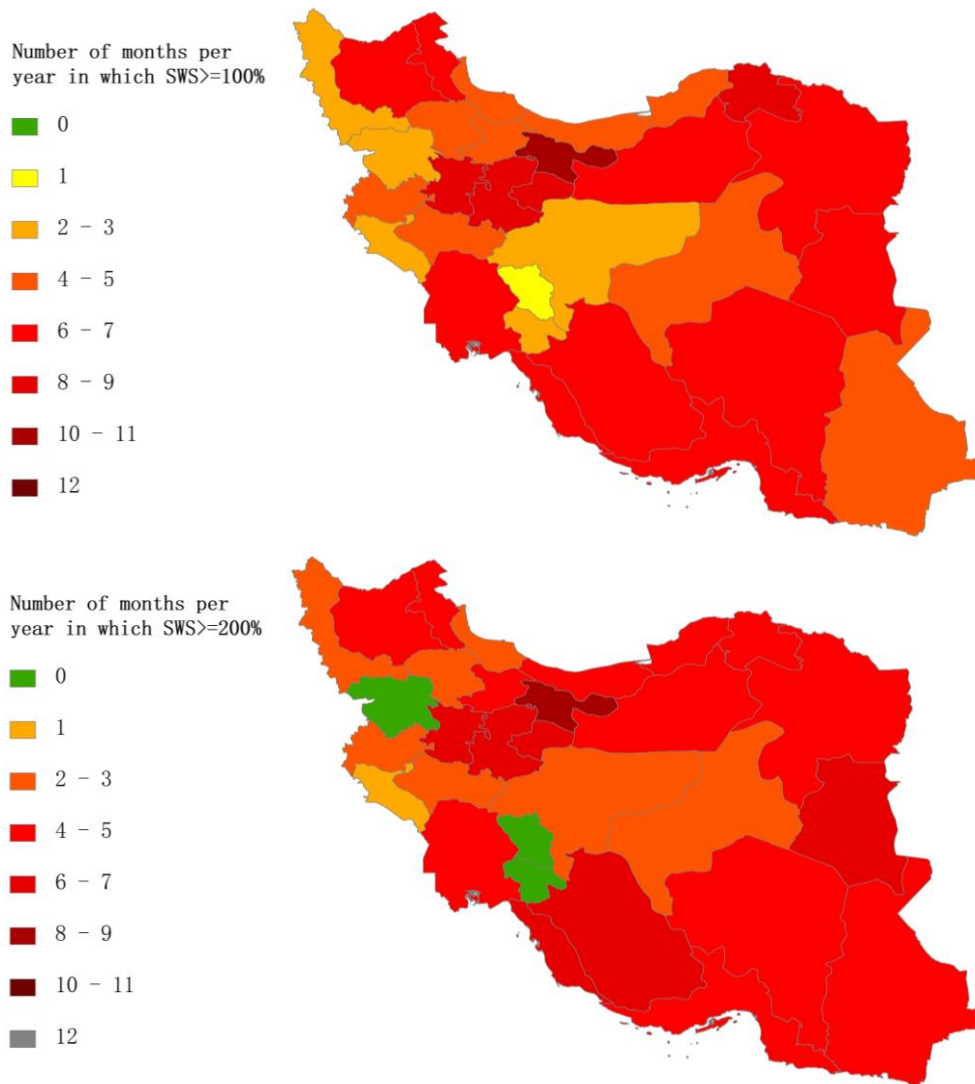 Number of months per
year in which SWS>=100%
0
1
2 - 3
4 - 5
6 - 7
8 - 9
10 - 11
12
Number of months per
year in which SWS>=200%
0
1
2 - 3
4 - 5
6 - 7
8 - 9
10 - 11
12